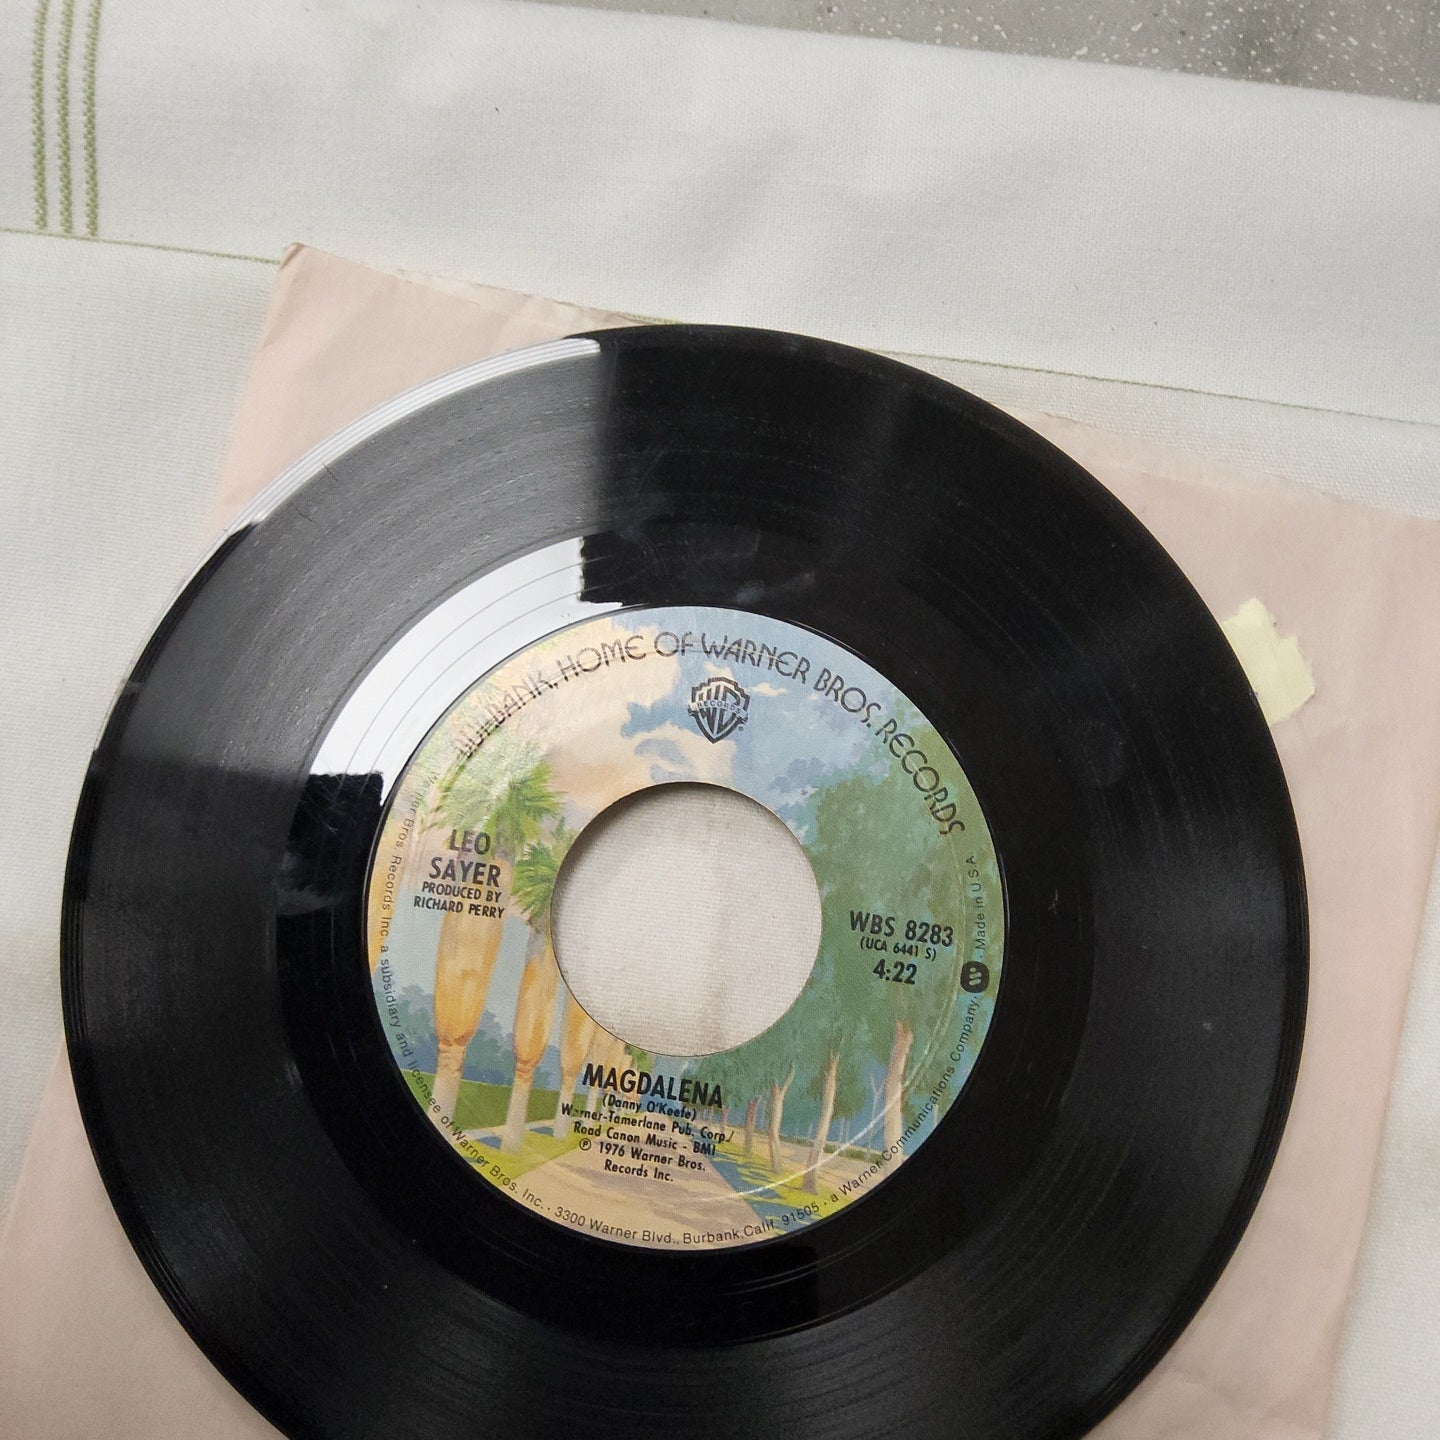 BURBANK, HOME OF WARNER BROS. RECORDS
W B
RECORDS
®
LEO
SAYER
PRODUCED BY
RICHARD PERRY
WBS 8283
(UCA 6441 S)
4:22
MAGDALENA
(Danny O'Keefe)
Warner-Tamerlane Pub. Corp./
Road Canon Music - BMI
℗ 1976 Warner Bros.
Records Inc.
Bros. Records Inc. a subsidiary and licensee of Warner Bros. Inc. · 3300 Warner Blvd., Burbank, Calif. 91505 · a Warner Communications Company. · Made in U.S.A.